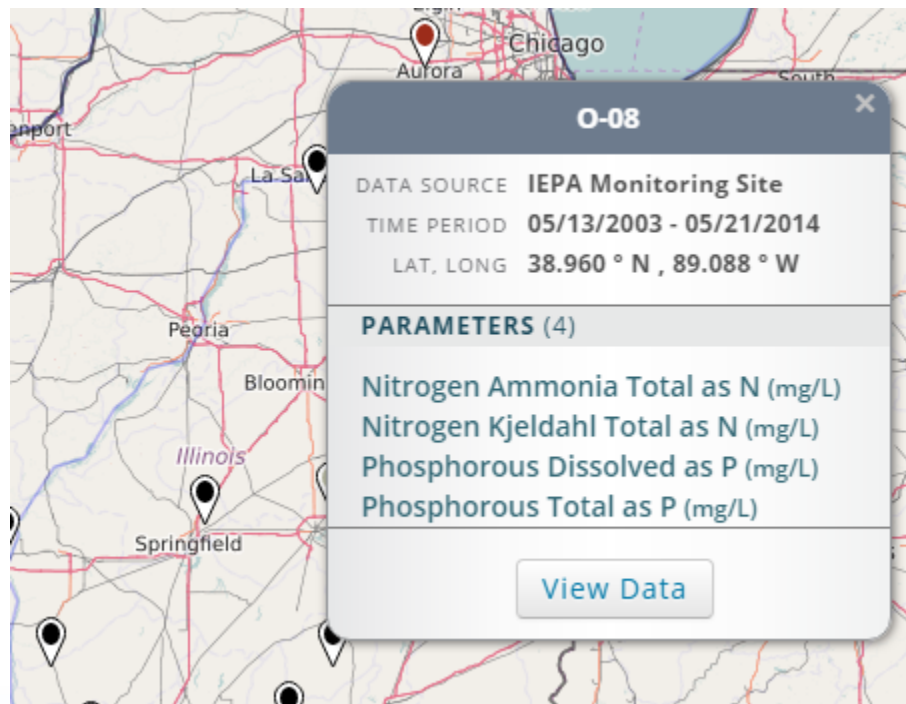 Chicago
Aurora
South
O-08
×
La Sal
DATA SOURCE IEPA Monitoring Site
TIME PERIOD 05/13/2003 - 05/21/2014
LAT, LONG 38.960 ° N , 89.088 ° W
PARAMETERS (4)
Peoria
Nitrogen Ammonia Total as N (mg/L)
Bloomin
Nitrogen Kjeldahl Total as N (mg/L)
Illinois
Phosphorous Dissolved as P (mg/L)
Phosphorous Total as P (mg/L)
Springfield
View Data